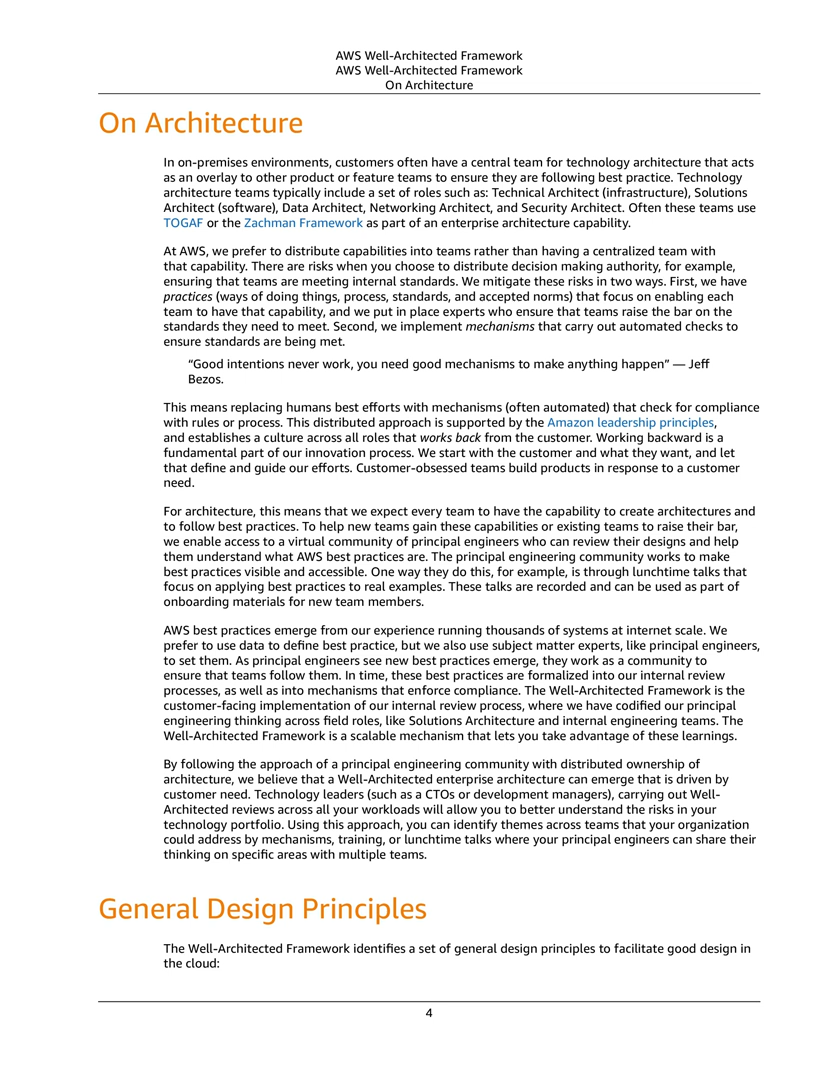 AWS Well-Architected Framework
AWS Well-Architected Framework
On Architecture
On Architecture
In on-premises environments, customers often have a central team for technology architecture that acts
as an overlay to other product or feature teams to ensure they are following best practice. Technology
architecture teams typically include a set of roles such as: Technical Architect (infrastructure), Solutions
Architect (software), Data Architect, Networking Architect, and Security Architect. Often these teams use
TOGAF or the Zachman Framework as part of an enterprise architecture capability.
At AWS, we prefer to distribute capabilities into teams rather than having a centralized team with
that capability. There are risks when you choose to distribute decision making authority, for example,
ensuring that teams are meeting internal standards. We mitigate these risks in two ways. First, we have
practices (ways of doing things, process, standards, and accepted norms) that focus on enabling each
team to have that capability, and we put in place experts who ensure that teams raise the bar on the
standards they need to meet. Second, we implement mechanisms that carry out automated checks to
ensure standards are being met.
“Good intentions never work, you need good mechanisms to make anything happen” — Jeff
Bezos.
This means replacing humans best efforts with mechanisms (often automated) that check for compliance
with rules or process. This distributed approach is supported by the Amazon leadership principles,
and establishes a culture across all roles that works back from the customer. Working backward is a
fundamental part of our innovation process. We start with the customer and what they want, and let
that define and guide our efforts. Customer-obsessed teams build products in response to a customer
need.
For architecture, this means that we expect every team to have the capability to create architectures and
to follow best practices. To help new teams gain these capabilities or existing teams to raise their bar,
we enable access to a virtual community of principal engineers who can review their designs and help
them understand what AWS best practices are. The principal engineering community works to make
best practices visible and accessible. One way they do this, for example, is through lunchtime talks that
focus on applying best practices to real examples. These talks are recorded and can be used as part of
onboarding materials for new team members.
AWS best practices emerge from our experience running thousands of systems at internet scale. We
prefer to use data to define best practice, but we also use subject matter experts, like principal engineers,
to set them. As principal engineers see new best practices emerge, they work as a community to
ensure that teams follow them. In time, these best practices are formalized into our internal review
processes, as well as into mechanisms that enforce compliance. The Well-Architected Framework is the
customer-facing implementation of our internal review process, where we have codified our principal
engineering thinking across field roles, like Solutions Architecture and internal engineering teams. The
Well-Architected Framework is a scalable mechanism that lets you take advantage of these learnings.
By following the approach of a principal engineering community with distributed ownership of
architecture, we believe that a Well-Architected enterprise architecture can emerge that is driven by
customer need. Technology leaders (such as a CTOs or development managers), carrying out Well-
Architected reviews across all your workloads will allow you to better understand the risks in your
technology portfolio. Using this approach, you can identify themes across teams that your organization
could address by mechanisms, training, or lunchtime talks where your principal engineers can share their
thinking on specific areas with multiple teams.
General Design Principles
The Well-Architected Framework identifies a set of general design principles to facilitate good design in
the cloud:
4